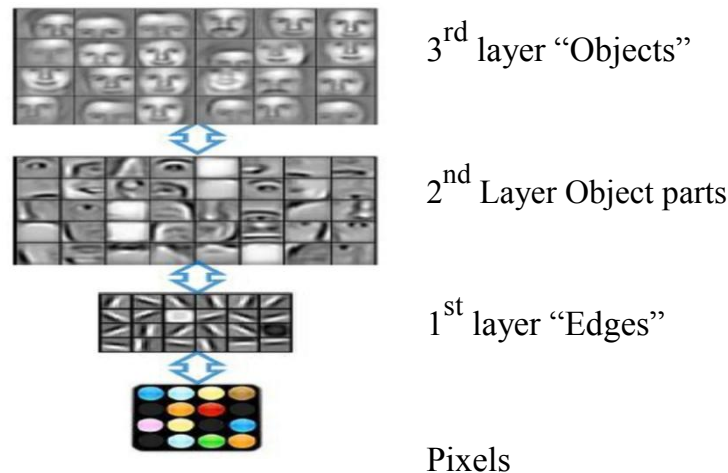 3rd layer “Objects”
2nd Layer Object parts
1st layer “Edges”
Pixels